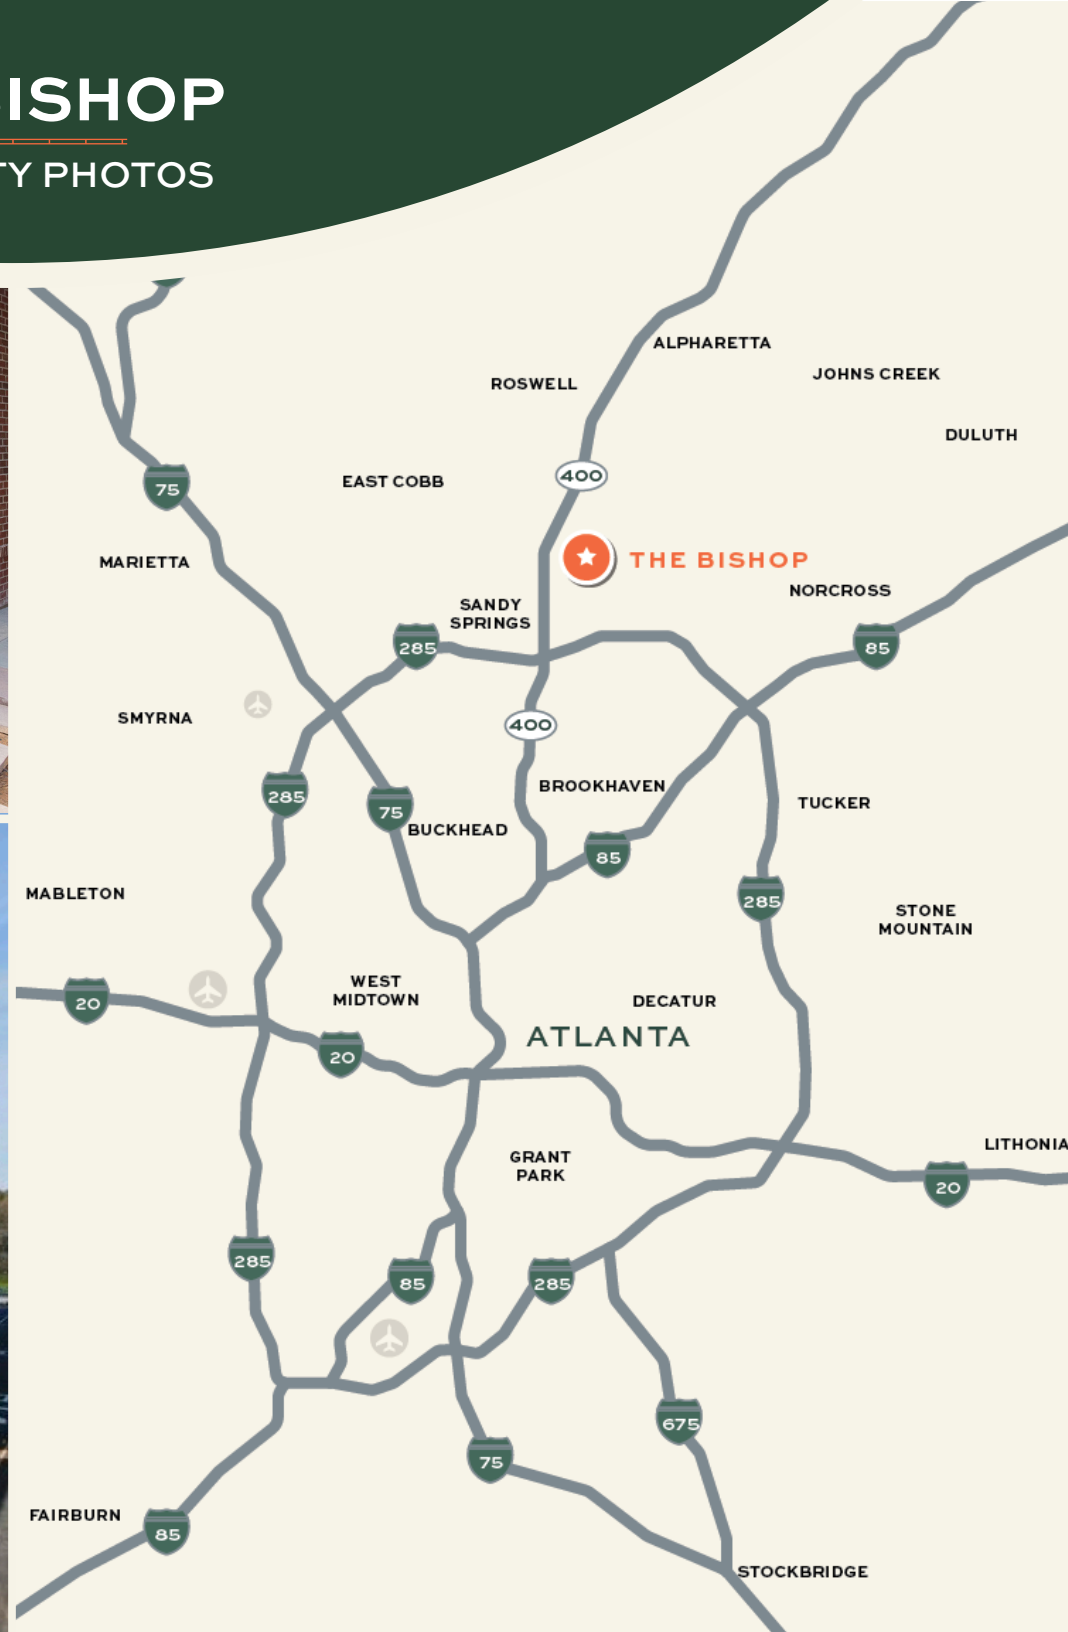 BISHOP
TY PHOTOS
ALPHARETTA
JOHNS CREEK
ROSWELL
DULUTH
400
EAST COBB
75
MARIETTA
THE BISHOP
NORCROSS
SANDY
SPRINGS
285
85
SMYRNA
400
BROOKHAVEN
285
75
TUCKER
BUCKHEAD
85
MABLETON
285
STONE
MOUNTAIN
WEST
MIDTOWN
20
DECATUR
ATLANTA
20
LITHONIA
GRANT
PARK
20
285
85
285
675
75
FAIRBURN
85
STOCKBRIDGE